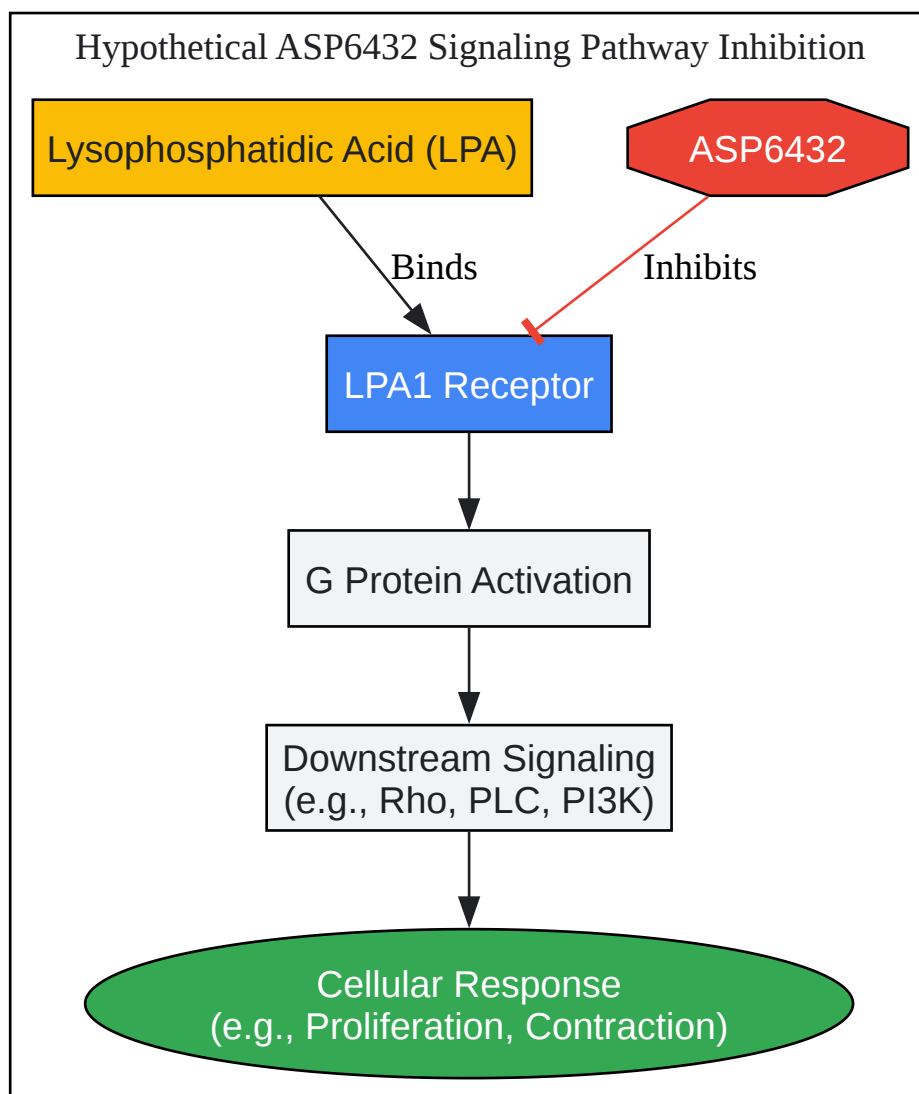 Hypothetical ASP6432 Signaling Pathway Inhibition
Lysophosphatidic Acid (LPA)
ASP6432
Binds
Inhibits
LPA1 Receptor
G Protein Activation
Downstream Signaling
(e.g., Rho, PLC, PI3K)
Cellular Response
(e.g., Proliferation, Contraction)